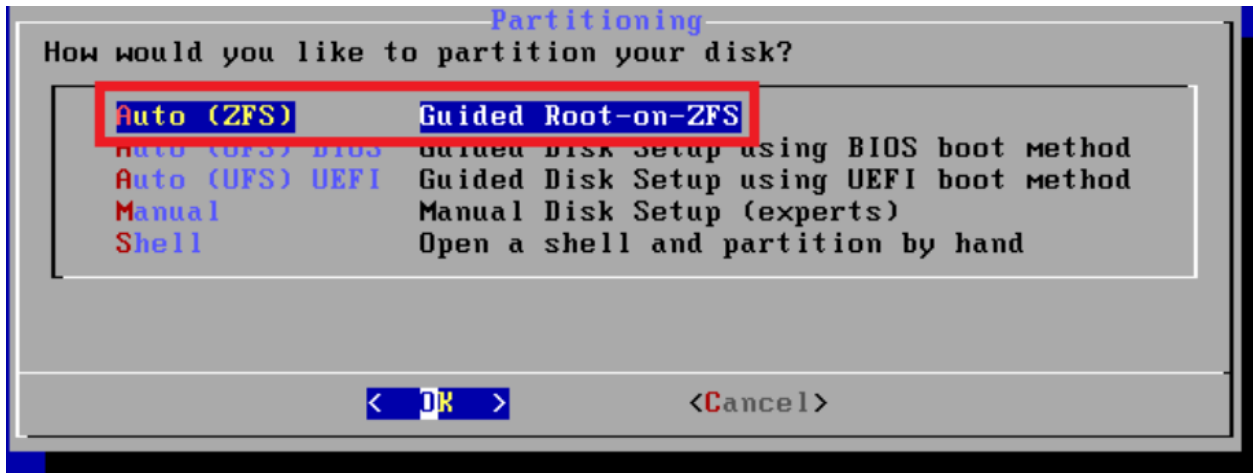 Partitioning
How would you like to partition your disk?
Auto (ZFS) Guided Root-on-ZFS
Auto (UFS) BIOS Guided Disk Setup using BIOS boot method
Auto (UFS) UEFI Guided Disk Setup using UEFI boot method
Manual Manual Disk Setup (experts)
Shell Open a shell and partition by hand
< OK > <Cancel>